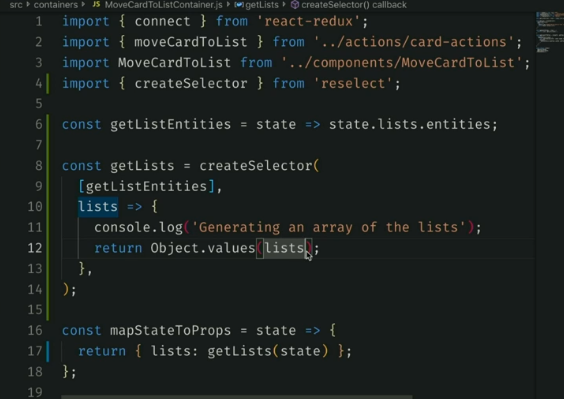 src > containers > JS MoveCardToListContainer.js > getLists > createSelector() callback
1 import { connect } from 'react-redux';
2 import { moveCardToList } from '../actions/card-actions';
3 import MoveCardToList from '../components/MoveCardToList';
4 import { createSelector } from 'reselect';
5
6 const getListEntities = state => state.lists.entities;
7
8 const getLists = createSelector(
9 [getListEntities],
10 lists => {
11 console.log('Generating an array of the lists');
12 return Object.values(lists);
13 },
14 );
15
16 const mapStateToProps = state => {
17 return { lists: getLists(state) };
18 };
19